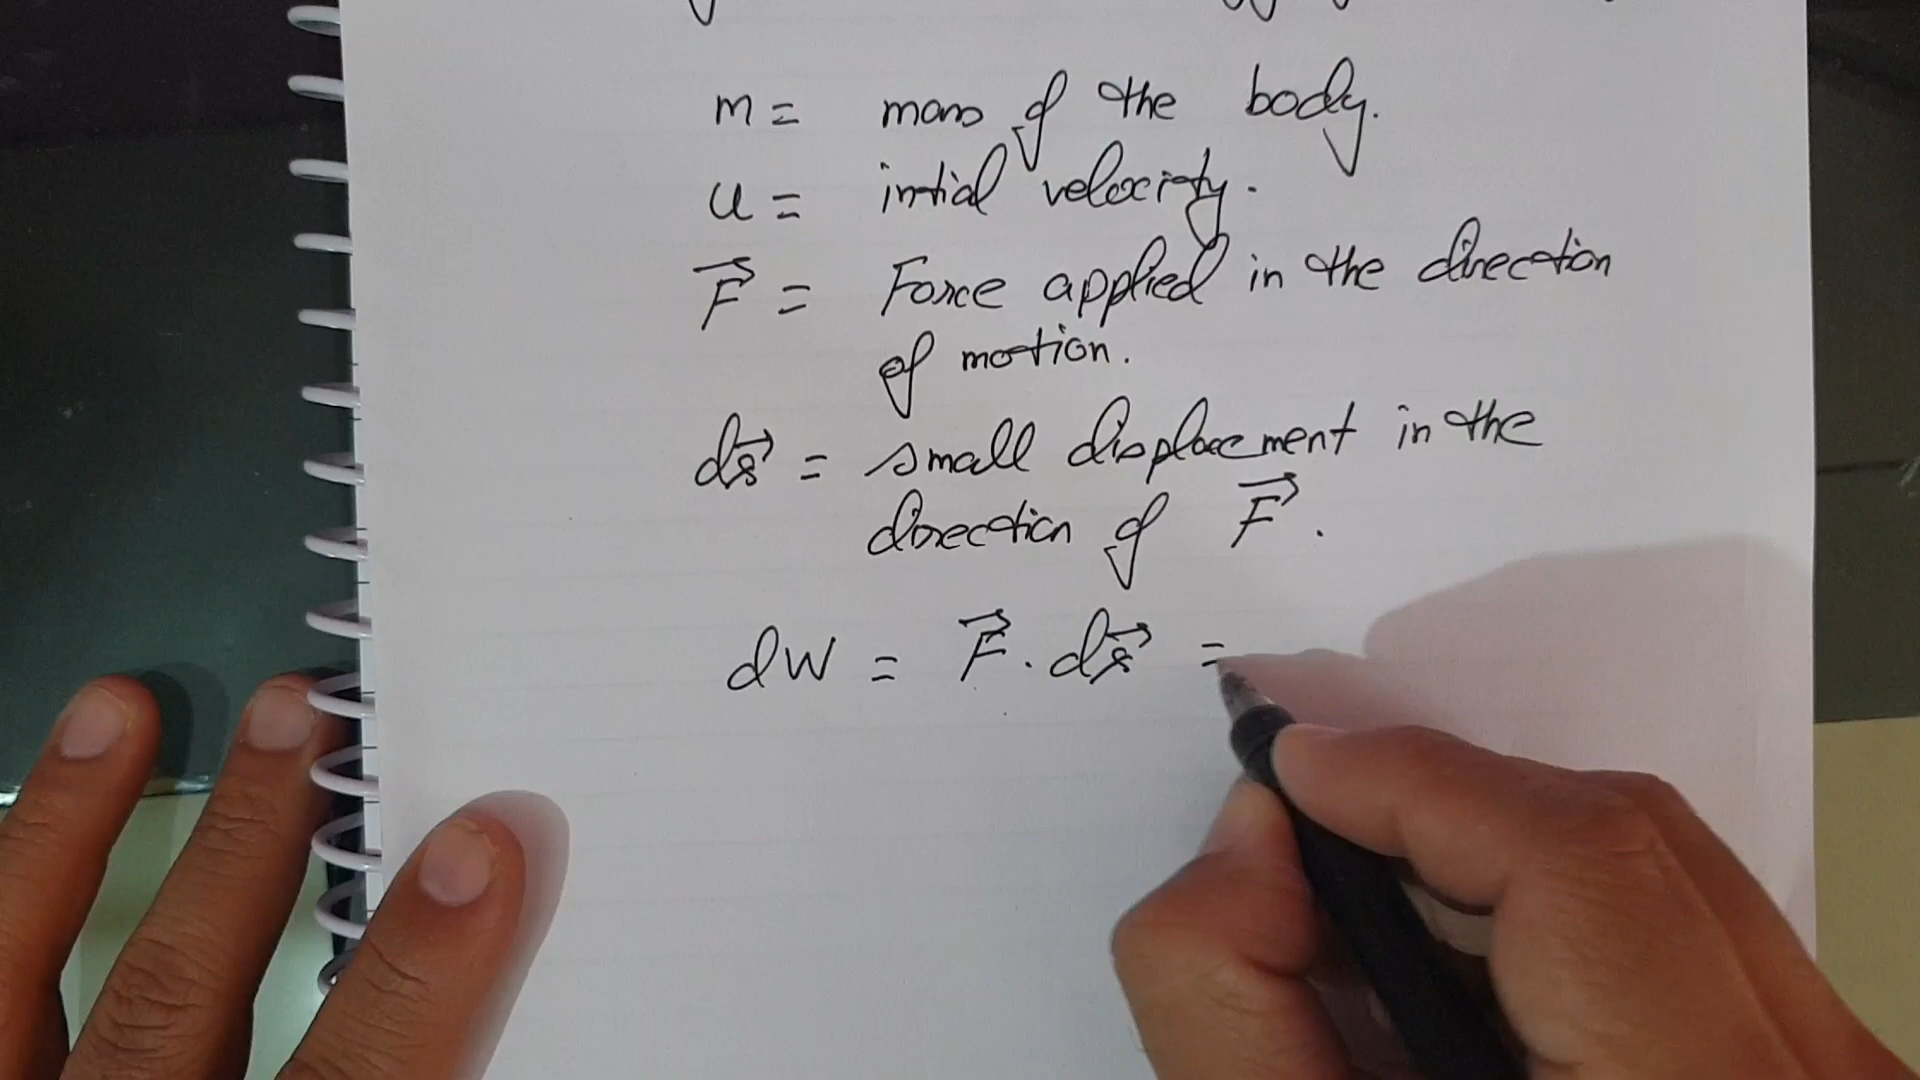 m = mass of the body.
u = initial velocity.
F⃗ = Force applied in the direction
of motion.
ds⃗ = small displacement in the
direction of F⃗ .
dW = F⃗ . ds⃗ =